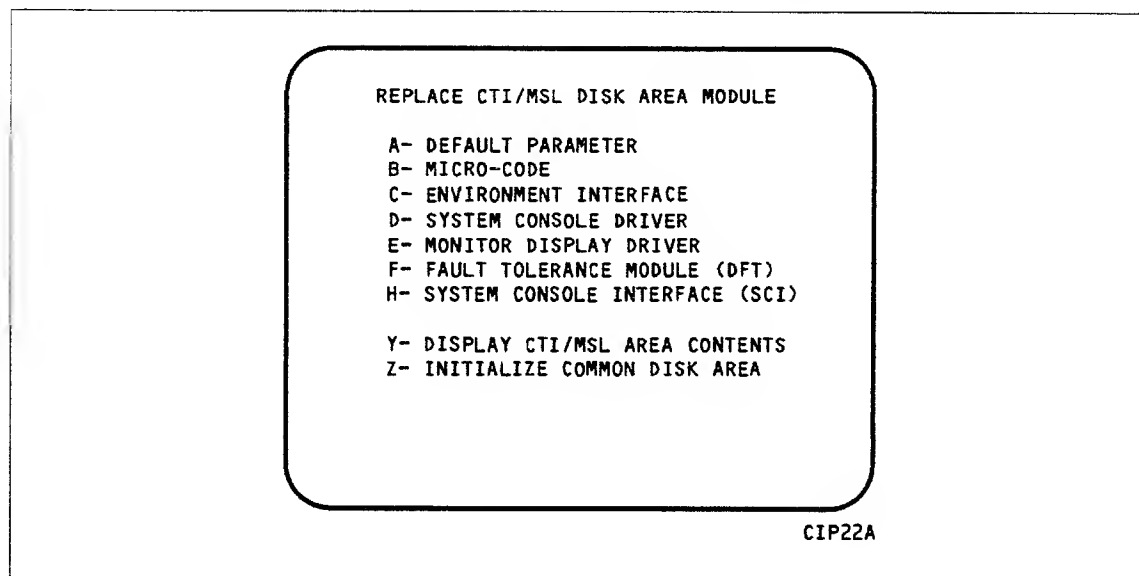 REPLACE CTI/MSL DISK AREA MODULE
A- DEFAULT PARAMETER
B- MICRO-CODE
C- ENVIRONMENT INTERFACE
D- SYSTEM CONSOLE DRIVER
E- MONITOR DISPLAY DRIVER
F- FAULT TOLERANCE MODULE (DFT)
H- SYSTEM CONSOLE INTERFACE (SCI)
Y- DISPLAY CTI/MSL AREA CONTENTS
Z- INITIALIZE COMMON DISK AREA
CIP22A